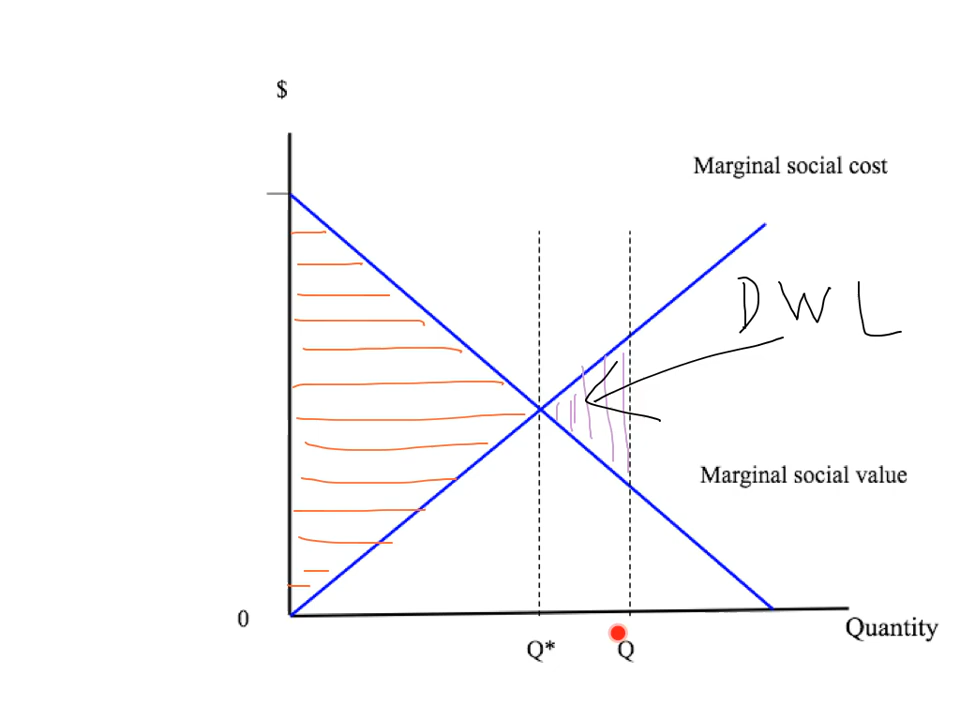 $
Marginal social cost
DWL
Marginal social value
0
Quantity
Q*
Q